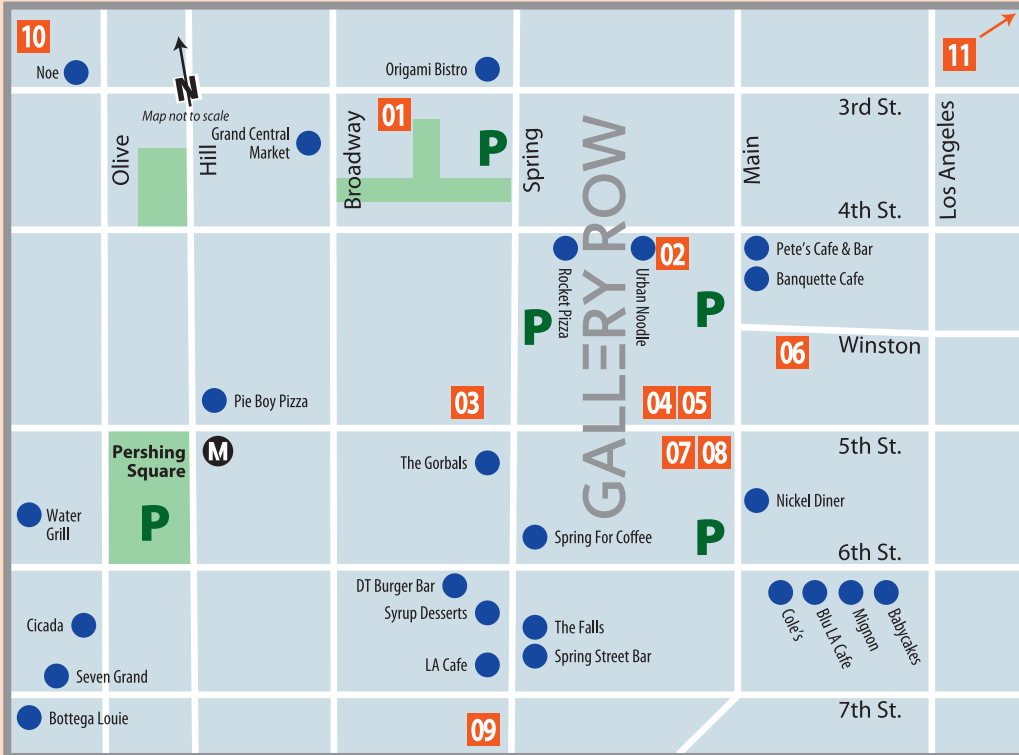 10
11
Noe
Origami Bistro
N
Map not to scale
3rd St.
01
Olive
Hill
Grand Central
Market
Broadway
P
Spring
GALLERY ROW
Main
Los Angeles
4th St.
Rocket Pizza
Urban Noodle
02
Pete's Cafe & Bar
Banquette Cafe
P
P
06
Winston
Pie Boy Pizza
03
04
05
5th St.
Pershing
Square
M
The Gorbals
07
08
Nickel Diner
Water
Grill
P
Spring For Coffee
P
6th St.
DT Burger Bar
Syrup Desserts
Cicada
The Falls
Cole's
Blu LA Cafe
Mignon
Babycakes
LA Cafe
Spring Street Bar
Seven Grand
Bottega Louie
09
7th St.